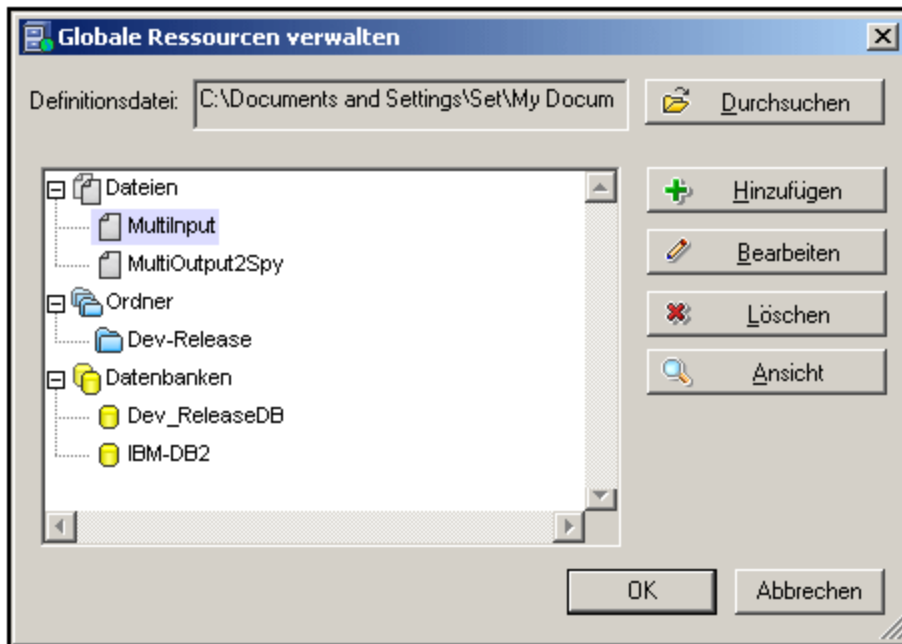 Globale Ressourcen verwalten
Definitionsdatei: C:\Documents and Settings\Set\My Docum Durchsuchen
Dateien
MultiInput
MultiOutput2Spy
Ordner
Dev-Release
Datenbanken
Dev_ReleaseDB
IBM-DB2
Hinzufügen
Bearbeiten
Löschen
Ansicht
OK Abbrechen